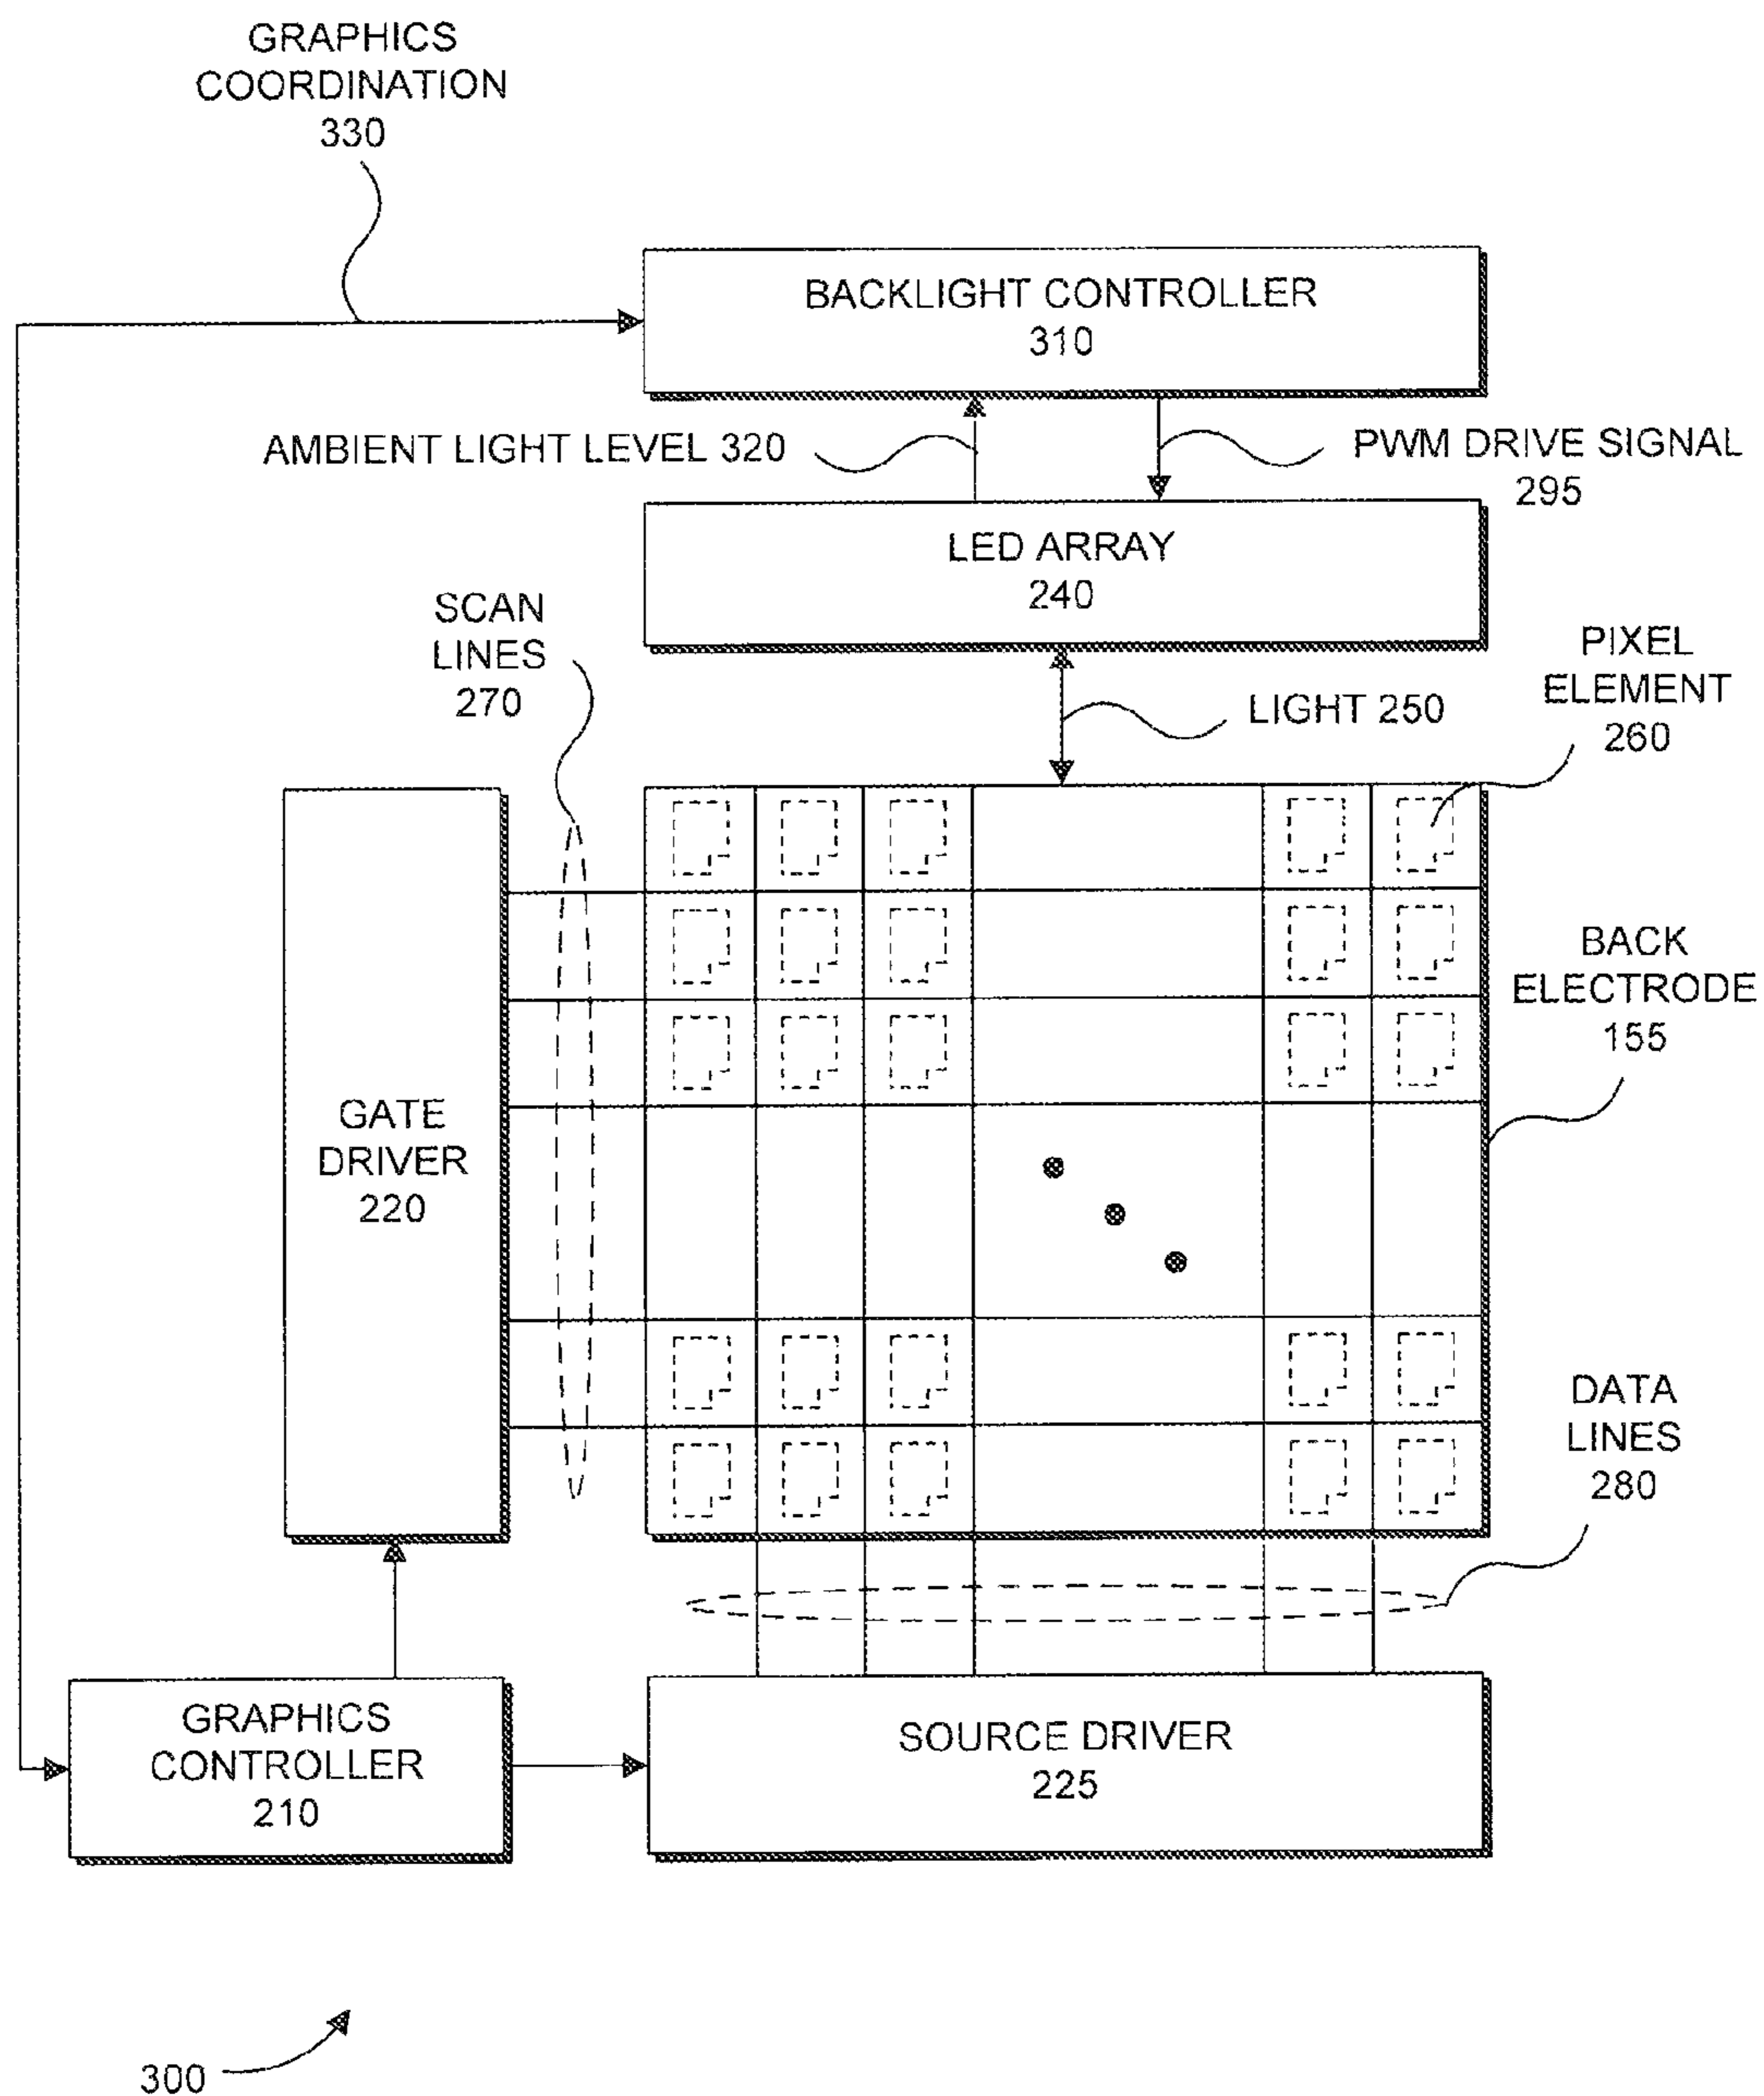 GRAPHICS
COORDINATION
330
BACKLIGHT CONTROLLER
310
AMBIENT LIGHT LEVEL 320
PWM DRIVE SIGNAL
295
LED ARRAY
240
SCAN
LINES
270
LIGHT 250
PIXEL
ELEMENT
260
BACK
ELECTRODE
155
GATE
DRIVER
220
DATA
LINES
280
GRAPHICS
CONTROLLER
210
SOURCE DRIVER
225
300